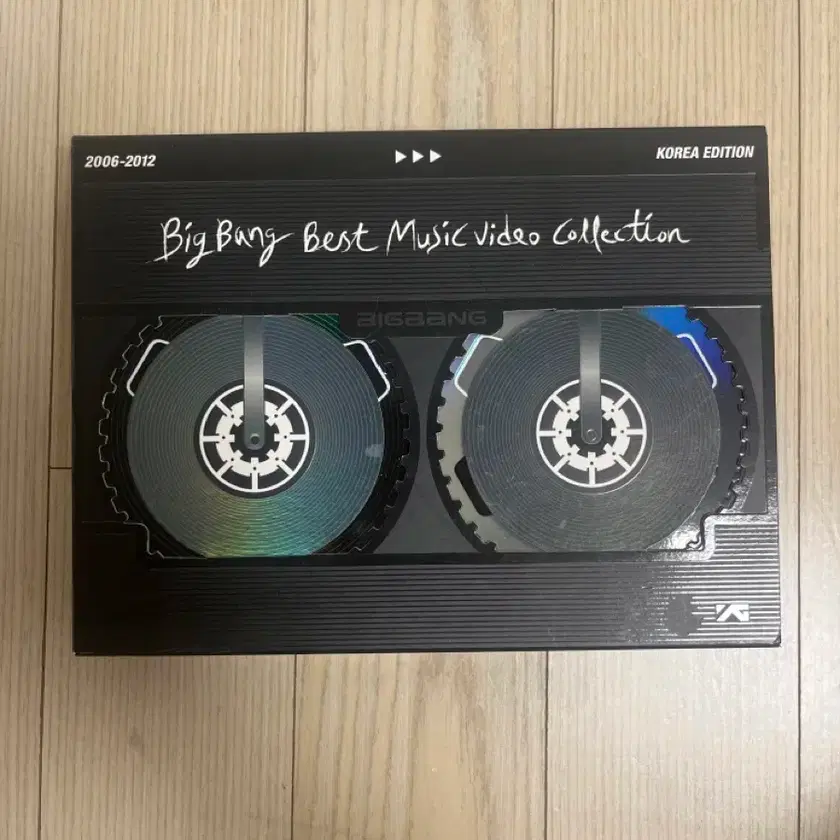 2006-2012
▶▶▶
KOREA EDITION
Big Bang Best Music Video Collection
BIGBANG
YG